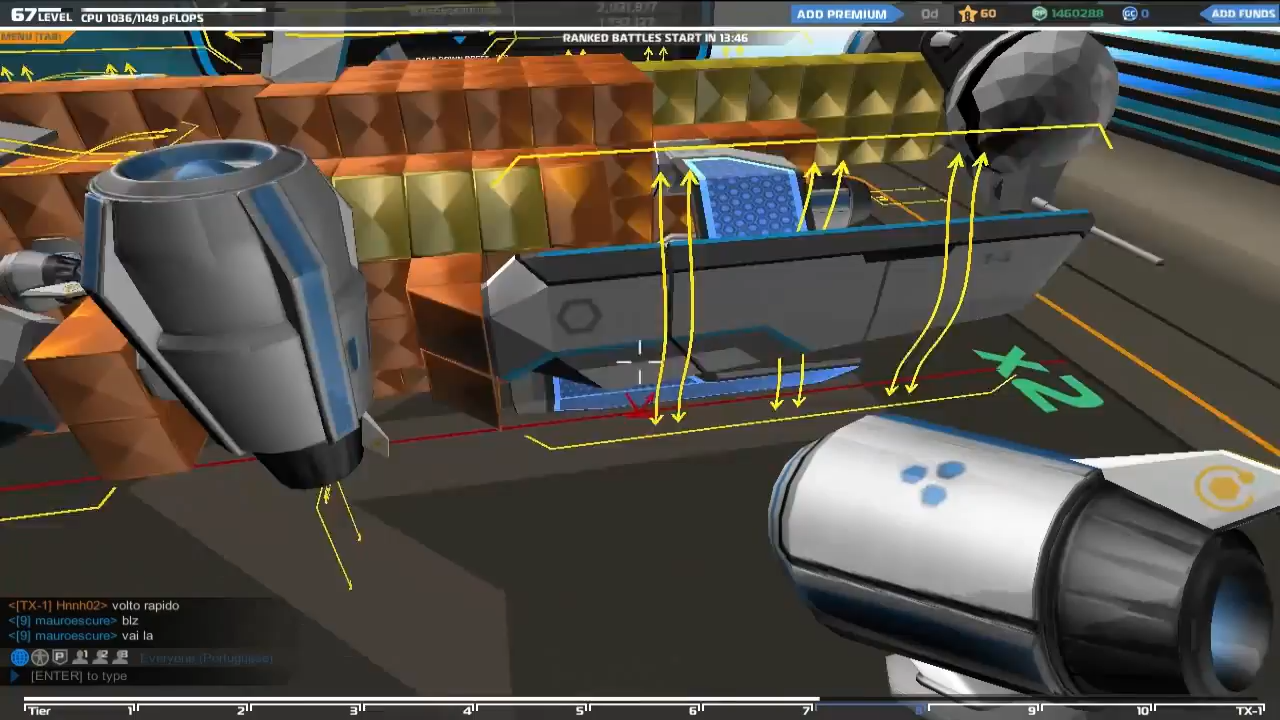 67 LEVEL CPU 1036/1149 pFLOPS
ADD PREMIUM 0d 60 RP 1460288 GC 0 ADD FUNDS
MENU [TAB]
RANKED BATTLES START IN 13:46
X2
<[TX-1] Hnnh02> volto rapido
<[9] mauroescure> blz
<[9] mauroescure> vai la
Everyone (Portuguese)
[ENTER] to type
Tier 1 2 3 4 5 6 7 8 9 10 TX-1